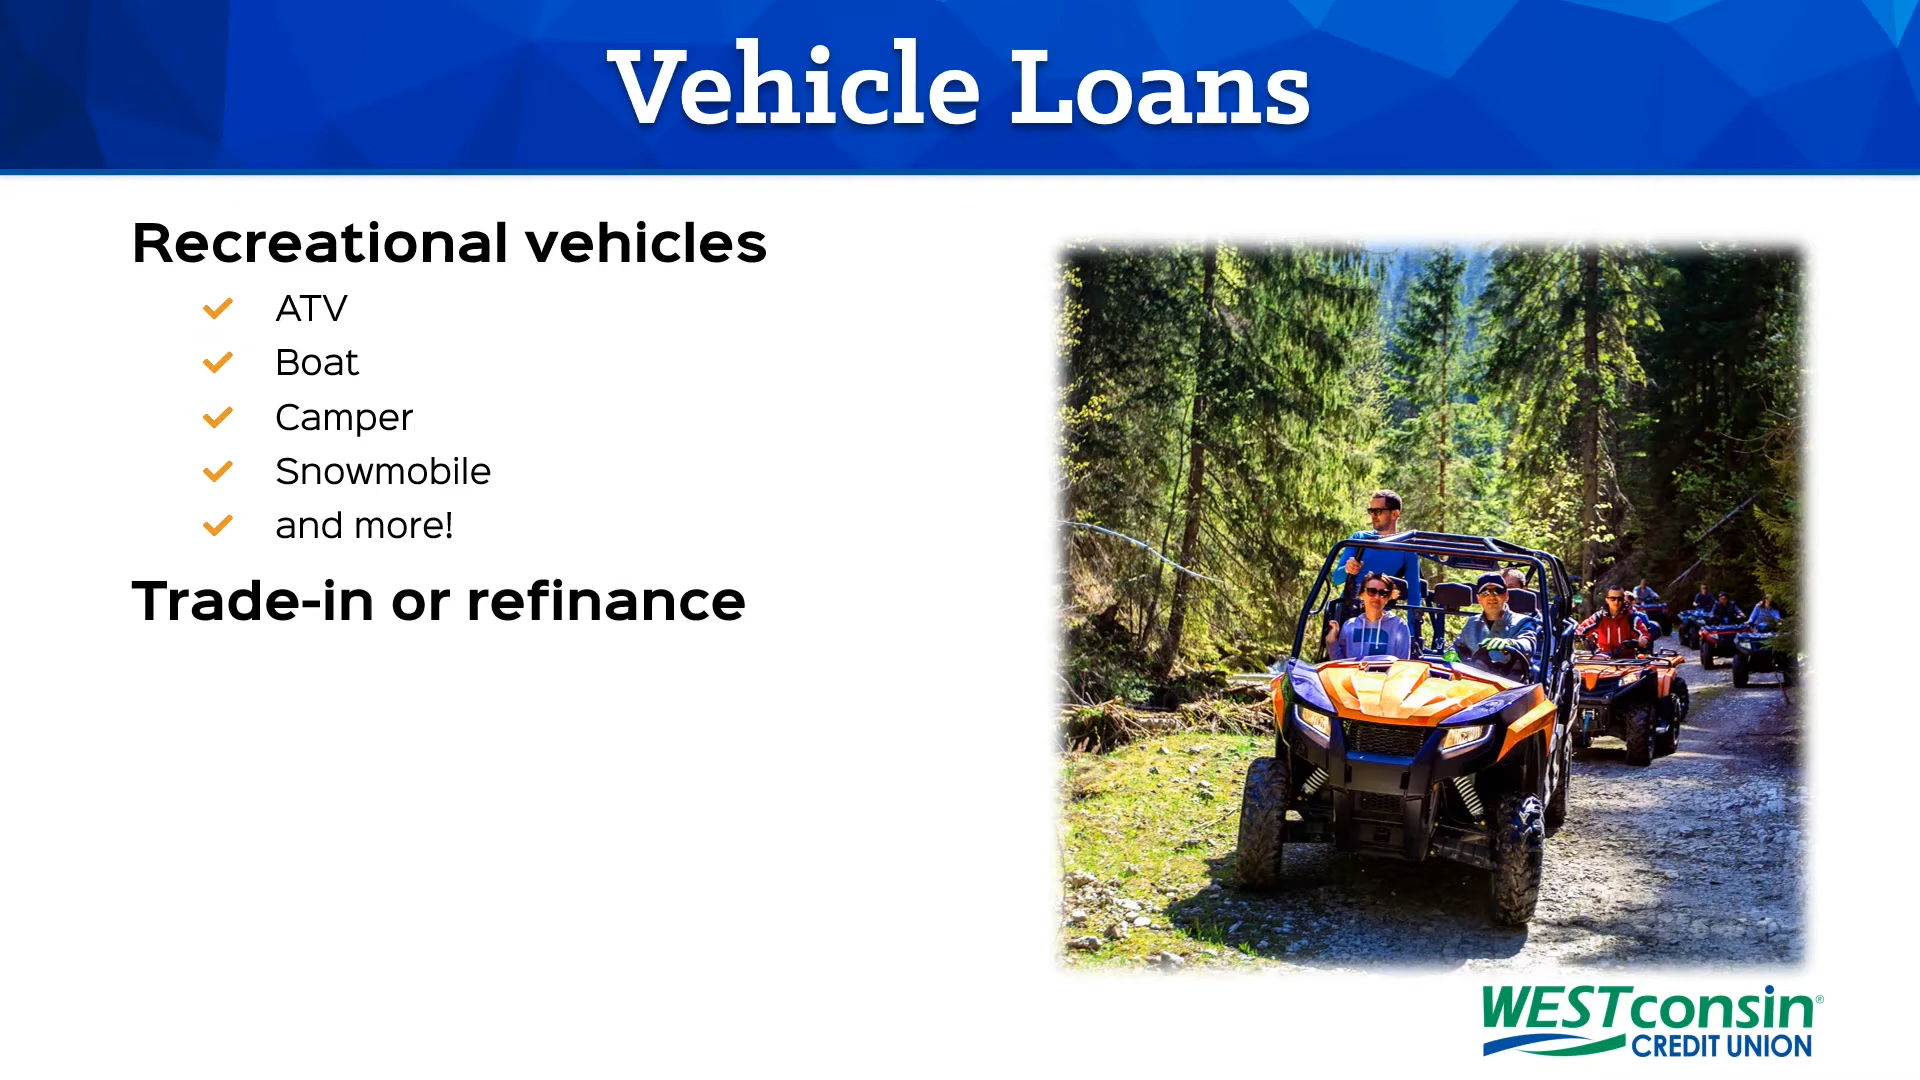 Vehicle Loans
Recreational vehicles
ATV
Boat
Camper
Snowmobile
and more!
Trade-in or refinance
WESTconsin®
CREDIT UNION